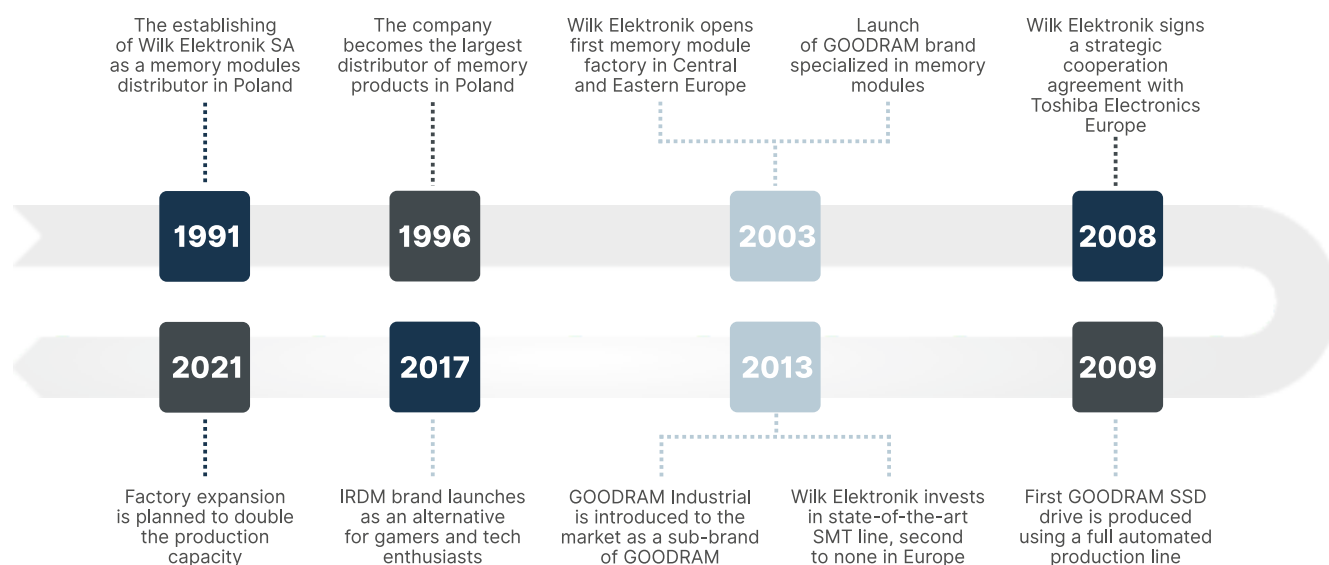 The establishing
of Wilk Elektronik SA
as a memory modules
distributor in Poland
The company
becomes the largest
distributor of memory
products in Poland
Wilk Elektronik opens
first memory module
factory in Central
and Eastern Europe
Launch
of GOODRAM brand
specialized in memory
modules
Wilk Elektronik signs
a strategic
cooperation
agreement with
Toshiba Electronics
Europe
1991
1996
2003
2008
2021
2017
2013
2009
Factory expansion
is planned to double
the production
capacity
IRDM brand launches
as an alternative
for gamers and tech
enthusiasts
GOODRAM Industrial
is introduced to the
market as a sub-brand
of GOODRAM
Wilk Elektronik invests
in state-of-the-art
SMT line, second
to none in Europe
First GOODRAM SSD
drive is produced
using a full automated
production line